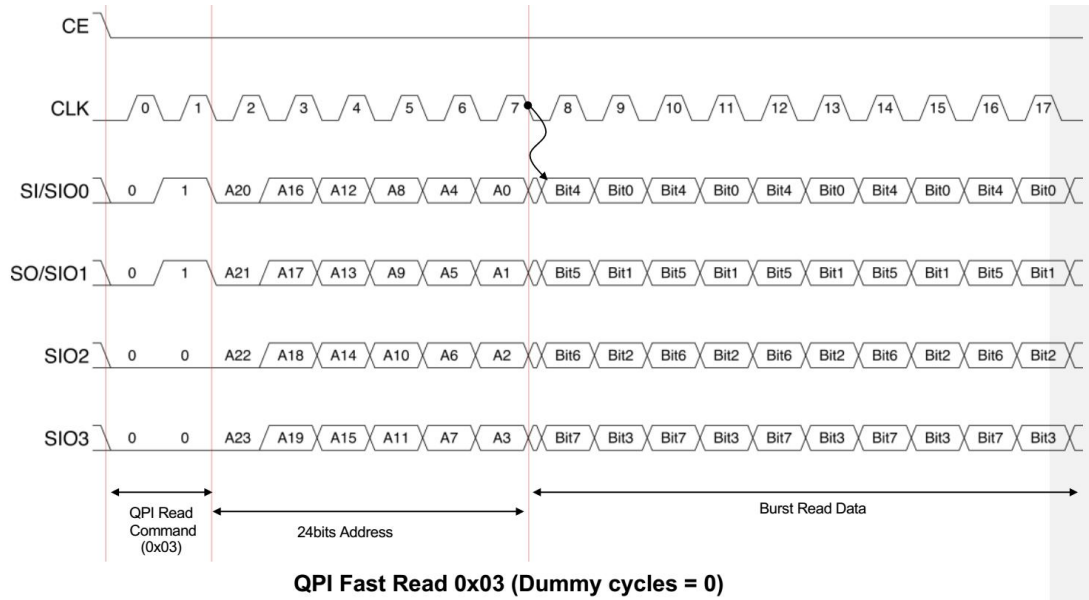 CE
CLK 0 1 2 3 4 5 6 7 8 9 10 11 12 13 14 15 16 17
SI/SIO0 0 1 A20 A16 A12 A8 A4 A0 Bit4 Bit0 Bit4 Bit0 Bit4 Bit0 Bit4 Bit0 Bit4 Bit0
SO/SIO1 0 1 A21 A17 A13 A9 A5 A1 Bit5 Bit1 Bit5 Bit1 Bit5 Bit1 Bit5 Bit1 Bit5 Bit1
SIO2 0 0 A22 A18 A14 A10 A6 A2 Bit6 Bit2 Bit6 Bit2 Bit6 Bit2 Bit6 Bit2 Bit6 Bit2
SIO3 0 0 A23 A19 A15 A11 A7 A3 Bit7 Bit3 Bit7 Bit3 Bit7 Bit3 Bit7 Bit3 Bit7 Bit3
QPI Read
Command
(0x03)
24bits Address
Burst Read Data
QPI Fast Read 0x03 (Dummy cycles = 0)